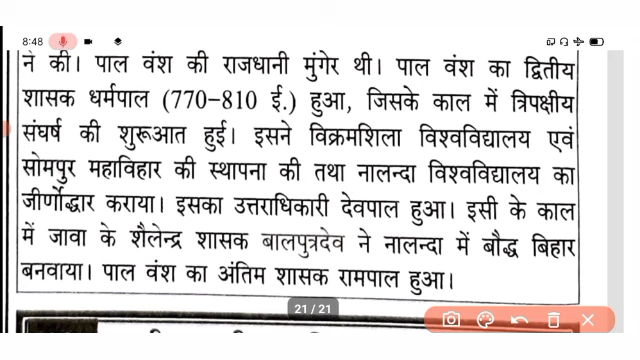 8:48
ने की। पाल वंश की राजधानी मुंगेर थी। पाल वंश का द्वितीय
शासक धर्मपाल (770-810 ई.) हुआ, जिसके काल में त्रिपक्षीय
संघर्ष की शुरूआत हुई। इसने विक्रमशिला विश्वविद्यालय एवं
सोमपुर महाविहार की स्थापना की तथा नालन्दा विश्वविद्यालय का
जीर्णोद्धार कराया। इसका उत्तराधिकारी देवपाल हुआ। इसी के काल
में जावा के शैलेन्द्र शासक बालपुत्रदेव ने नालन्दा में बौद्ध बिहार
बनवाया। पाल वंश का अंतिम शासक रामपाल हुआ।
21 / 21